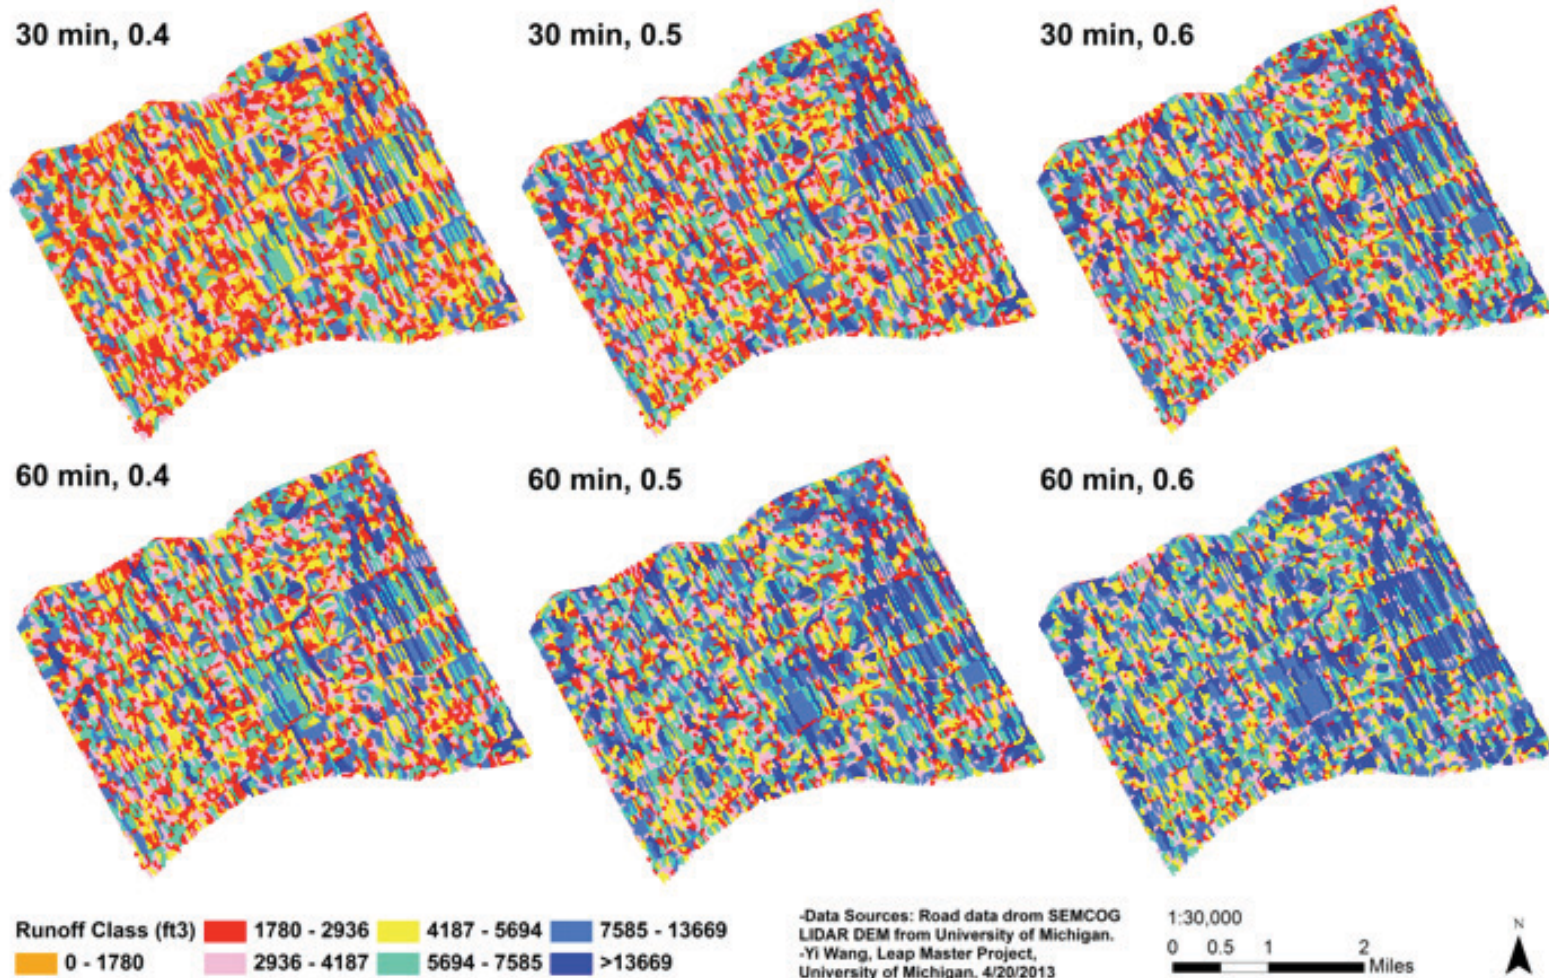 30 min, 0.4
30 min, 0.5
30 min, 0.6
60 min, 0.4
60 min, 0.5
60 min, 0.6
Runoff Class (ft3)
0 - 1780
1780 - 2936
2936 - 4187
4187 - 5694
5694 - 7585
7585 - 13669
>13669
-Data Sources: Road data drom SEMCOG
LIDAR DEM from University of Michigan.
-Yi Wang, Leap Master Project,
University of Michigan, 4/20/2013
1:30,000
0 0.5 1 2
Miles
N